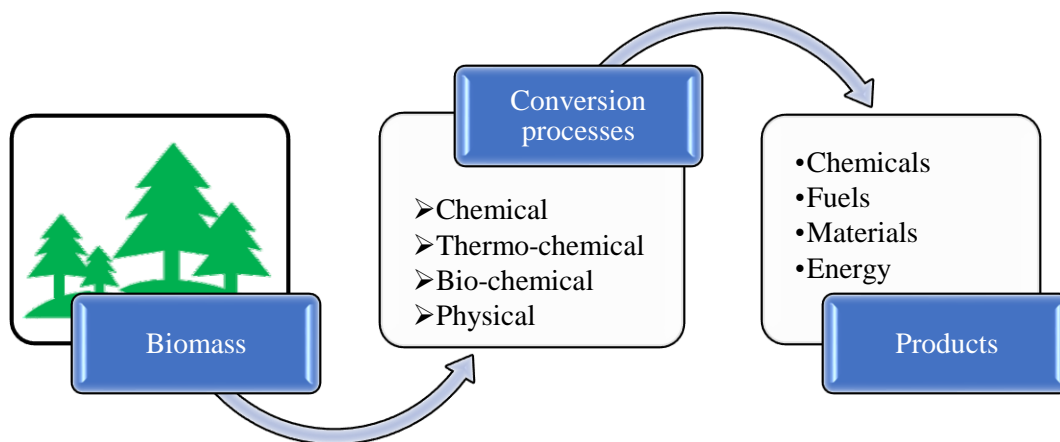 Biomass
Conversion
processes
➢Chemical
➢Thermo-chemical
➢Bio-chemical
➢Physical
•Chemicals
•Fuels
•Materials
•Energy
Products